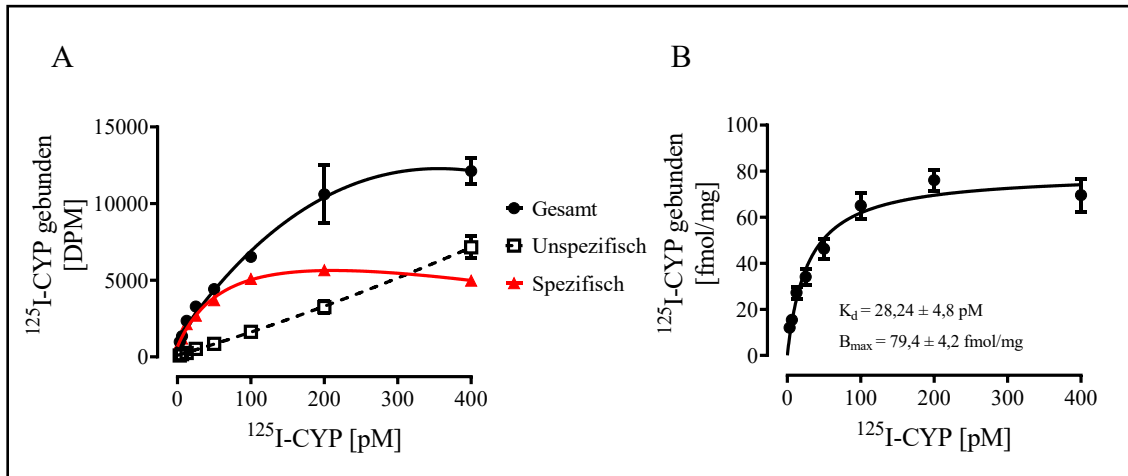 A
¹²⁵I-CYP gebunden
[DPM]
15000
10000
5000
0
0
100
200
300
400
¹²⁵I-CYP [pM]
Gesamt
Unspezifisch
Spezifisch
B
¹²⁵I-CYP gebunden
[fmol/mg]
100
80
60
40
20
0
K_d = 28,24 ± 4,8 pM
B_max = 79,4 ± 4,2 fmol/mg
0
100
200
300
400
¹²⁵I-CYP [pM]